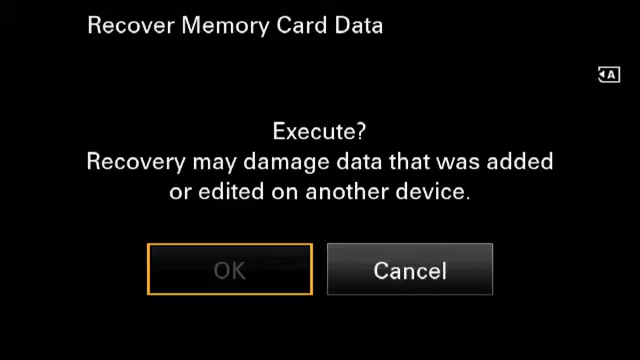 Recover Memory Card Data
A
Execute?
Recovery may damage data that was added
or edited on another device.
OK
Cancel